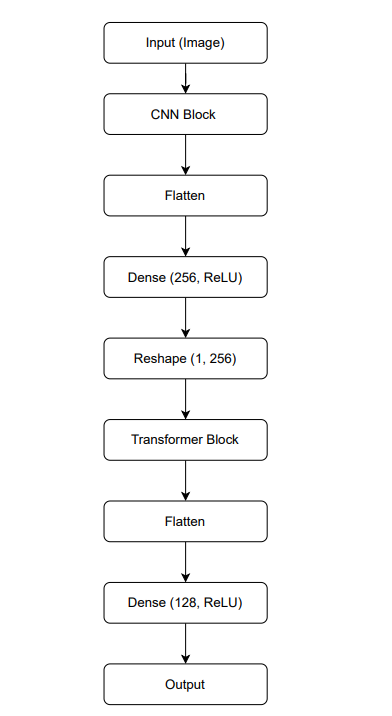 Input (Image)
CNN Block
Flatten
Dense (256, ReLU)
Reshape (1, 256)
Transformer Block
Flatten
Dense (128, ReLU)
Output